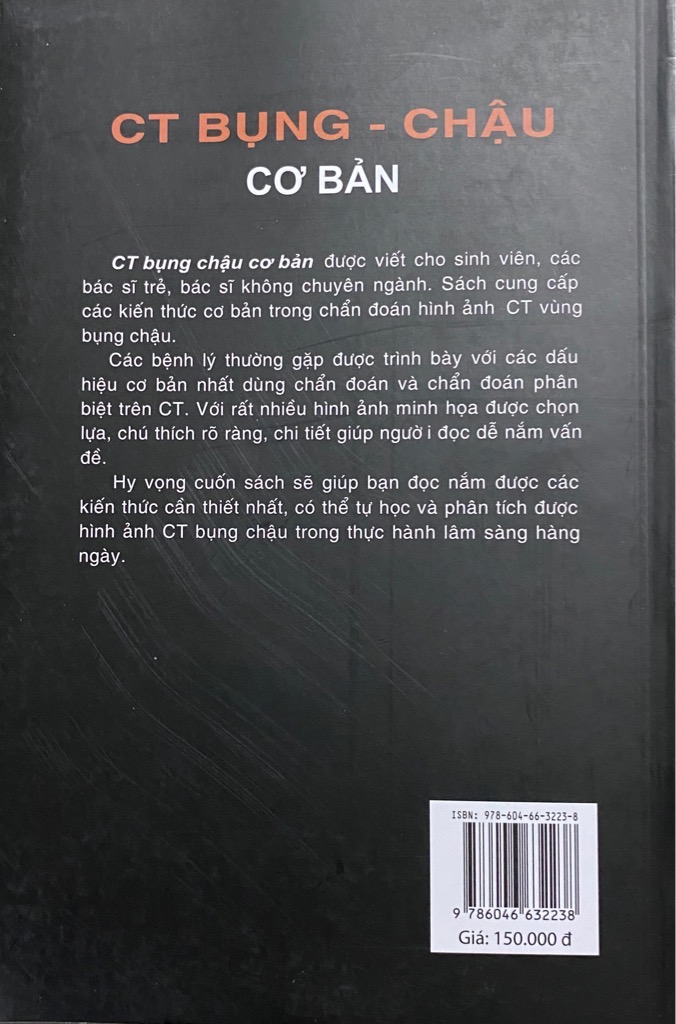 CT BỤNG - CHẬU
CƠ BẢN
CT bụng chậu cơ bản được viết cho sinh viên, các
bác sĩ trẻ, bác sĩ không chuyên ngành. Sách cung cấp
các kiến thức cơ bản trong chẩn đoán hình ảnh CT vùng
bụng chậu.
Các bệnh lý thường gặp được trình bày với các dấu
hiệu cơ bản nhất dùng chẩn đoán và chẩn đoán phân
biệt trên CT. Với rất nhiều hình ảnh minh họa được chọn
lựa, chú thích rõ ràng, chi tiết giúp ngườ i đọc dễ nắm vấn
đề.
Hy vọng cuốn sách sẽ giúp bạn đọc nắm được các
kiến thức cần thiết nhất, có thể tự học và phân tích được
hình ảnh CT bụng chậu trong thực hành lâm sàng hàng
ngày.
ISBN: 978-604-66-3223-8
9 786046 632238
Giá: 150.000 đ